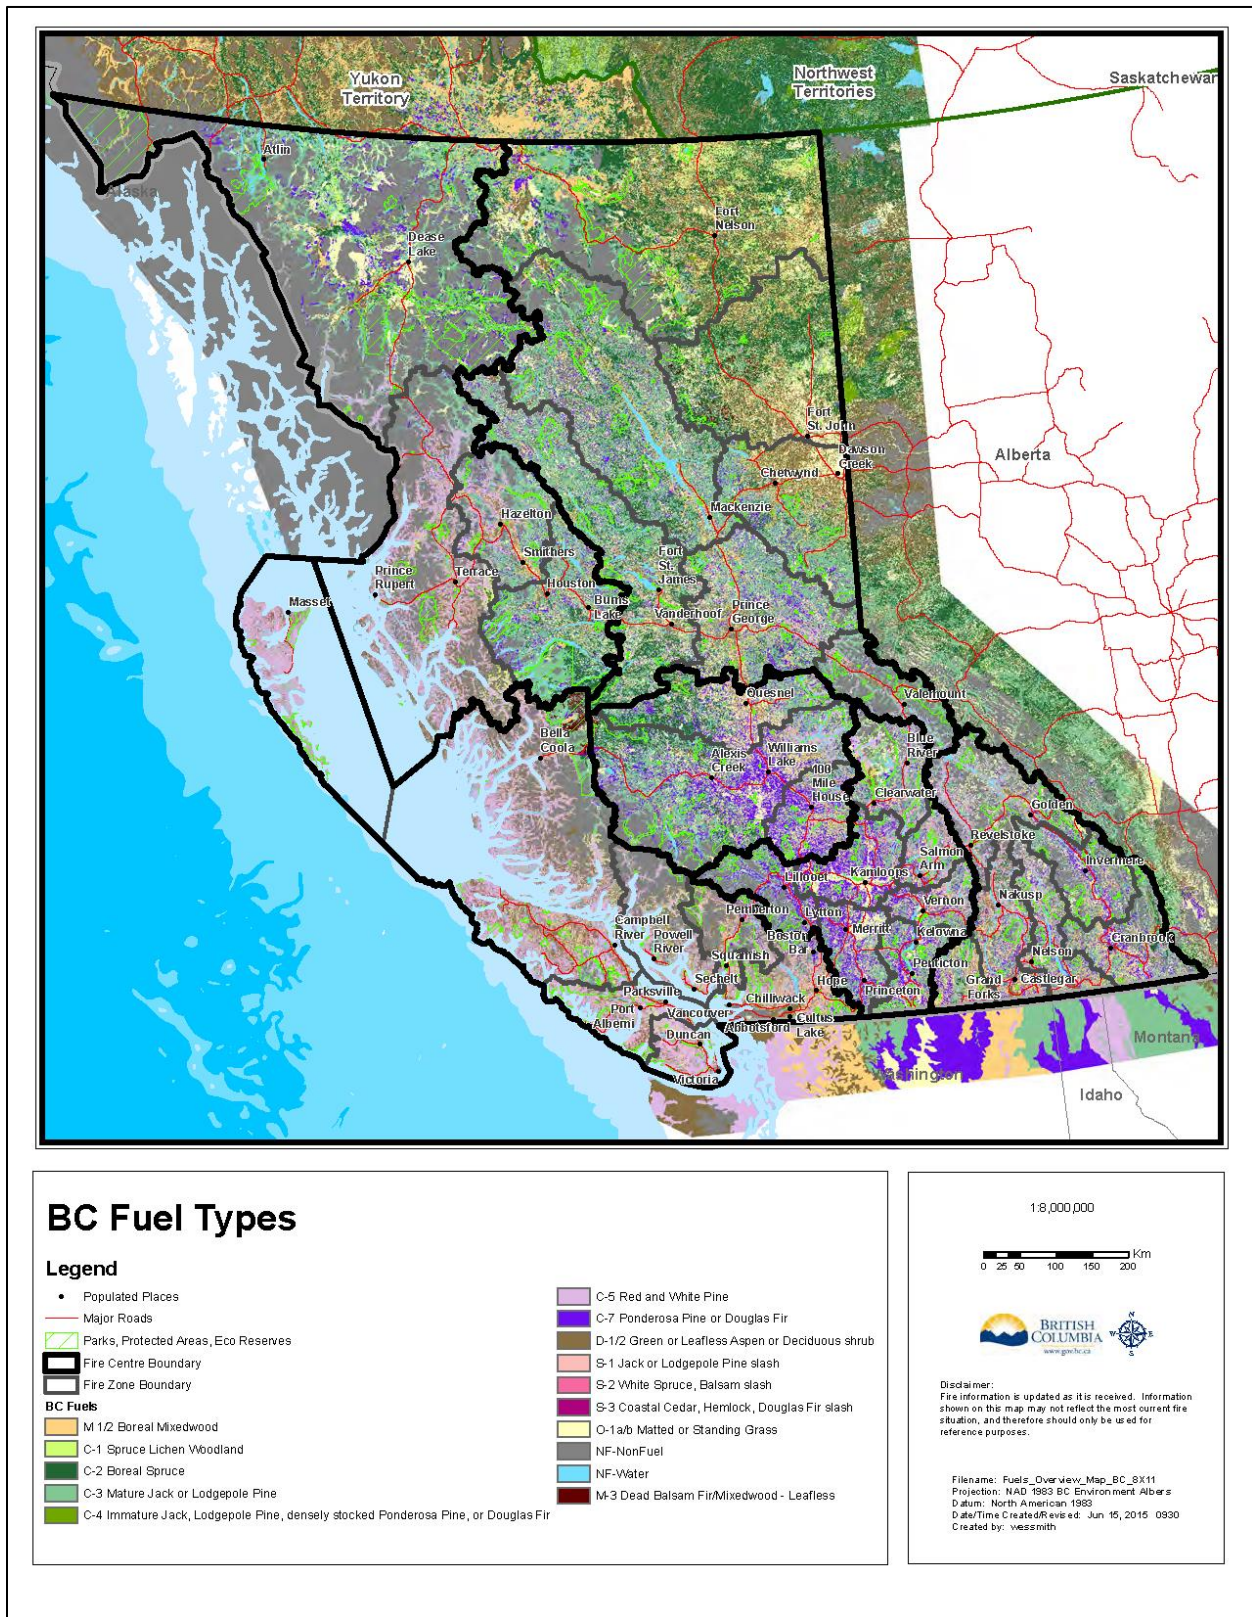 Yukon
Territory
Northwest
Territories
Saskatchewan
Atlin
Alaska
Fort
Nelson
Dease
Lake
Fort
St. John
Dawson
Creek
Alberta
Chetwynd
Mackenzie
Hazelton
Smithers
Fort
St.
James
Prince
Rupert
Terrace
Houston
Burns
Lake
Masset
Vanderhoof
Prince
George
Quesnel
Valemount
Bella
Coola
Alexis
Creek
Williams
Lake
Blue
River
100
Mile
House
Clearwater
Golden
Revelstoke
Salmon
Arm
Invermere
Lillooet
Kamloops
Nakusp
Vernon
Pemberton
Lytton
Campbell
River
Powell
River
Boston
Bar
Merritt
Kelowna
Cranbrook
Squamish
Nelson
Penticton
Sechelt
Hope
Princeton
Grand
Forks
Castlegar
Parksville
Chilliwack
Port
Alberni
Vancouver
Abbotsford
Cultus
Lake
Duncan
Victoria
Washington
Montana
Idaho
BC Fuel Types
Legend
Populated Places
Major Roads
Parks, Protected Areas, Eco Reserves
Fire Centre Boundary
Fire Zone Boundary
BC Fuels
M 1/2 Boreal Mixedwood
C-1 Spruce Lichen Woodland
C-2 Boreal Spruce
C-3 Mature Jack or Lodgepole Pine
C-4 Immature Jack, Lodgepole Pine, densely stocked Ponderosa Pine, or Douglas Fir
C-5 Red and White Pine
C-7 Ponderosa Pine or Douglas Fir
D-1/2 Green or Leafless Aspen or Deciduous shrub
S-1 Jack or Lodgepole Pine slash
S-2 White Spruce, Balsam slash
S-3 Coastal Cedar, Hemlock, Douglas Fir slash
O-1a/b Matted or Standing Grass
NF-NonFuel
NF-Water
M-3 Dead Balsam Fir/Mixedwood - Leafless
1:8,000,000
Km
0 25 50 100 150 200
BRITISH
COLUMBIA
www.gov.bc.ca
N
W E
S
Disclaimer:
Fire information is updated as it is received. Information
shown on this map may not reflect the most current fire
situation, and therefore should only be used for
reference purposes.
Filename: Fuels_Overview_Map_BC_8X11
Projection: NAD 1983 BC Environment Albers
Datum: North American 1983
Date/Time Created/Revised: Jun 15, 2015 0930
Created by: wessmith